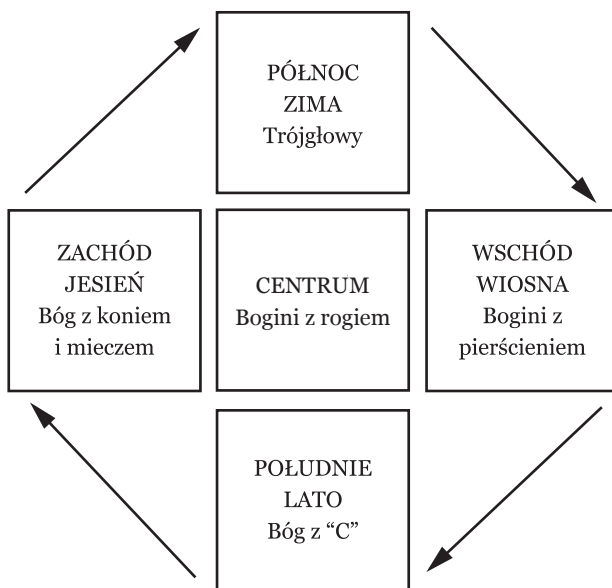 PÓŁNOC
ZIMA
Trójgłowy
ZACHÓD
JESIEŃ
Bóg z koniem
i mieczem
CENTRUM
Bogini z rogiem
WSCHÓD
WIOSNA
Bogini z
pierścieniem
POŁUDNIE
LATO
Bóg z “C”